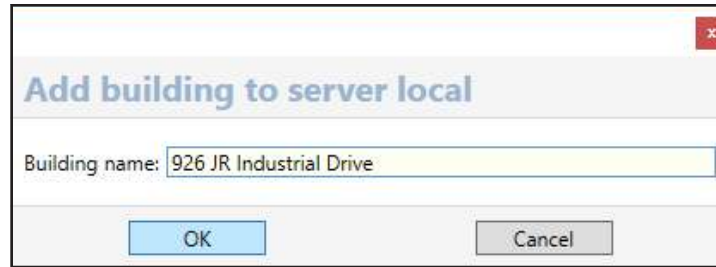 x
Add building to server local
Building name: 926 JR Industrial Drive
OK Cancel